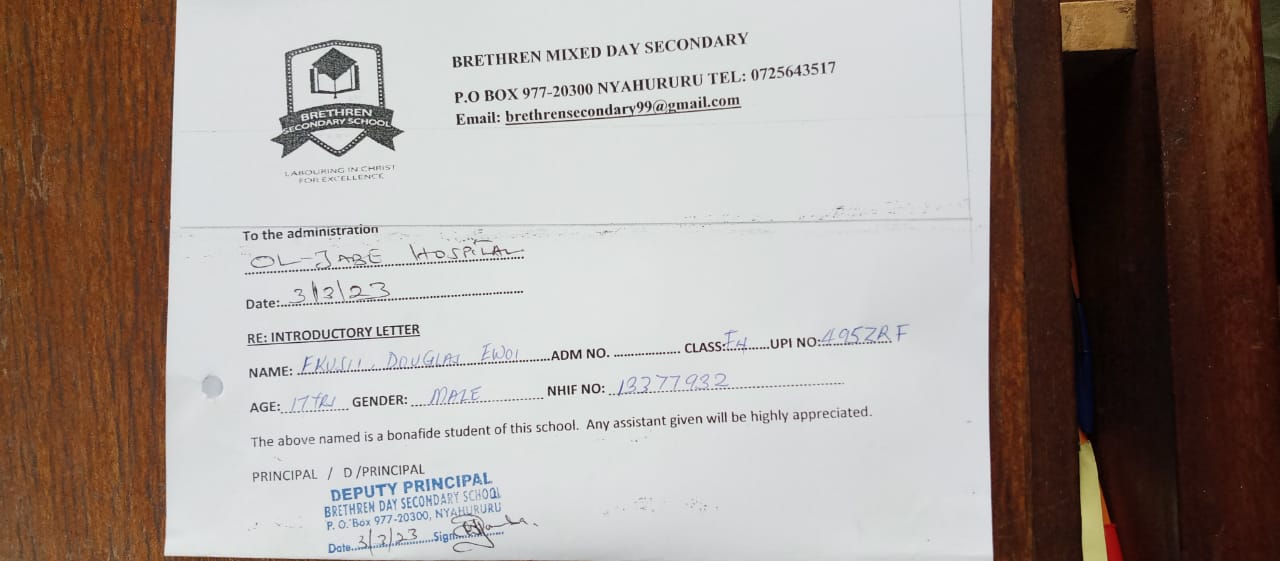 BRETHREN
SECONDARY SCHOOL
LABOURING IN CHRIST
FOR EXCELLENCE
BRETHREN MIXED DAY SECONDARY
P.O BOX 977-20300 NYAHURURU TEL: 0725643517
Email: brethrensecondary99@gmail.com
To the administration
OL-JABE HOSPITAL
Date: 3/3/23
RE: INTRODUCTORY LETTER
NAME: EKUSII, DOUGLAS EWOI ADM NO. CLASS: F4 UPI NO: 495ZRF
AGE: 17YRS GENDER: MALE NHIF NO: 13377932
The above named is a bonafide student of this school. Any assistant given will be highly appreciated.
PRINCIPAL / D /PRINCIPAL
DEPUTY PRINCIPAL
BRETHREN DAY SECONDARY SCHOOL
P. O. Box 977-20300, NYAHURURU
Date 3/3/23 Sign